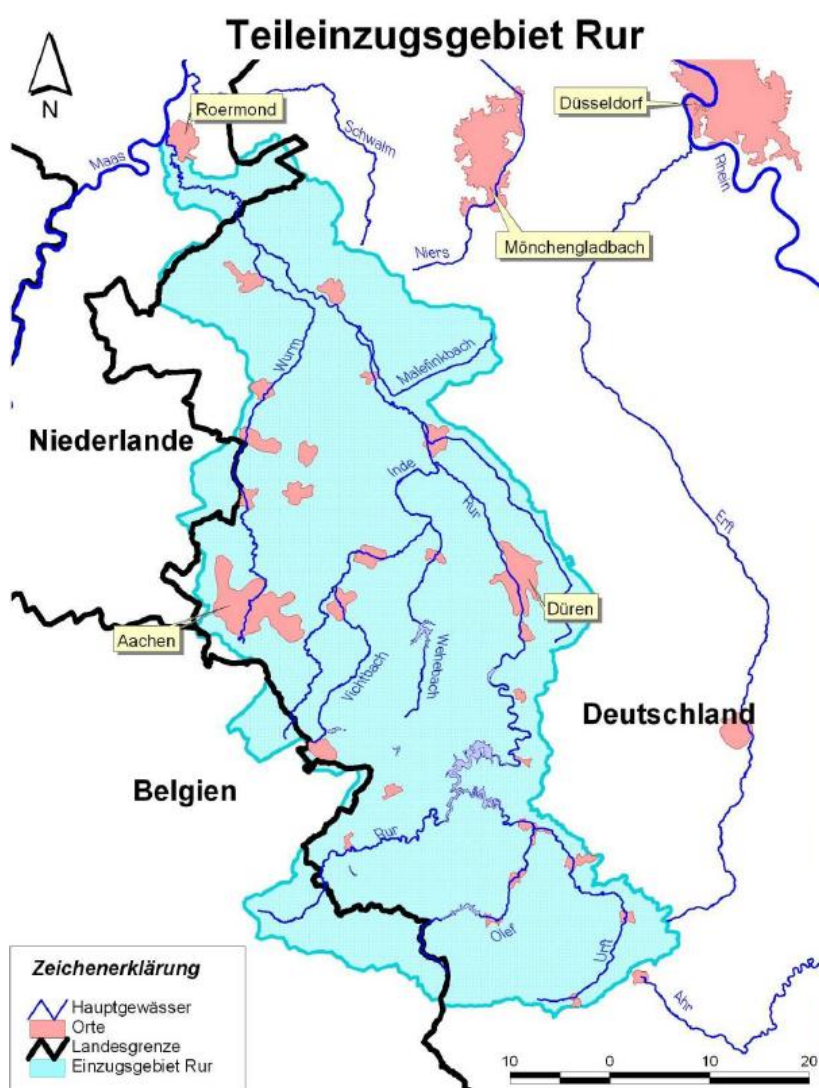 Teileinzugsgebiet Rur
N
Roermond
Düsseldorf
Schwalm
Maas
Rhein
Niers
Mönchengladbach
Wurm
Malefinkbach
Niederlande
Inde
Rur
Erft
Düren
Aachen
Wehebach
Vichtbach
Deutschland
Belgien
Rur
Olef
Urft
Ahr
Zeichenerklärung
Hauptgewässer
Orte
Landesgrenze
Einzugsgebiet Rur
10 0 10 20